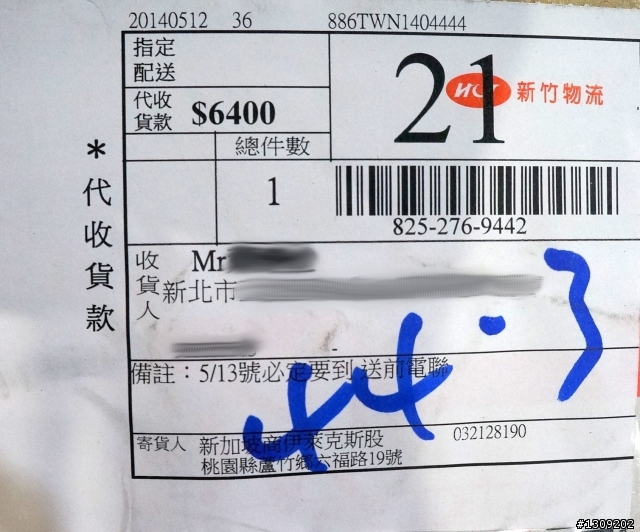 20140512 36 886TWN1404444
指定
配送
21 HCT 新竹物流
代收
貨款 $6400
總件數
1
825-276-9442
*代收貨款
收貨人 Mr
新北市
備註：5/13號必定要到 送前電聯
44-3
寄貨人 新加坡商伊萊克斯股 032128190
桃園縣蘆竹鄉六福路19號
#1309202